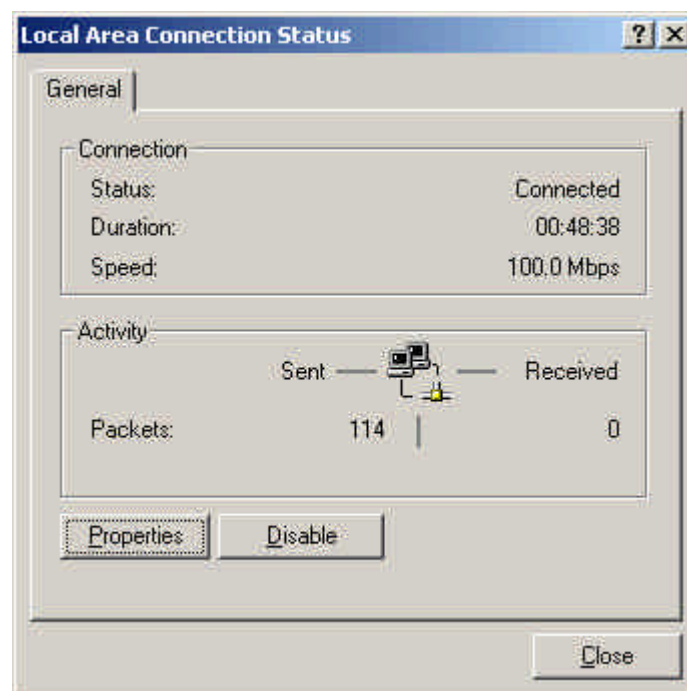 Local Area Connection Status
General
Connection
Status: Connected
Duration: 00:48:38
Speed: 100.0 Mbps
Activity
Sent Received
Packets: 114 0
Properties Disable
Close